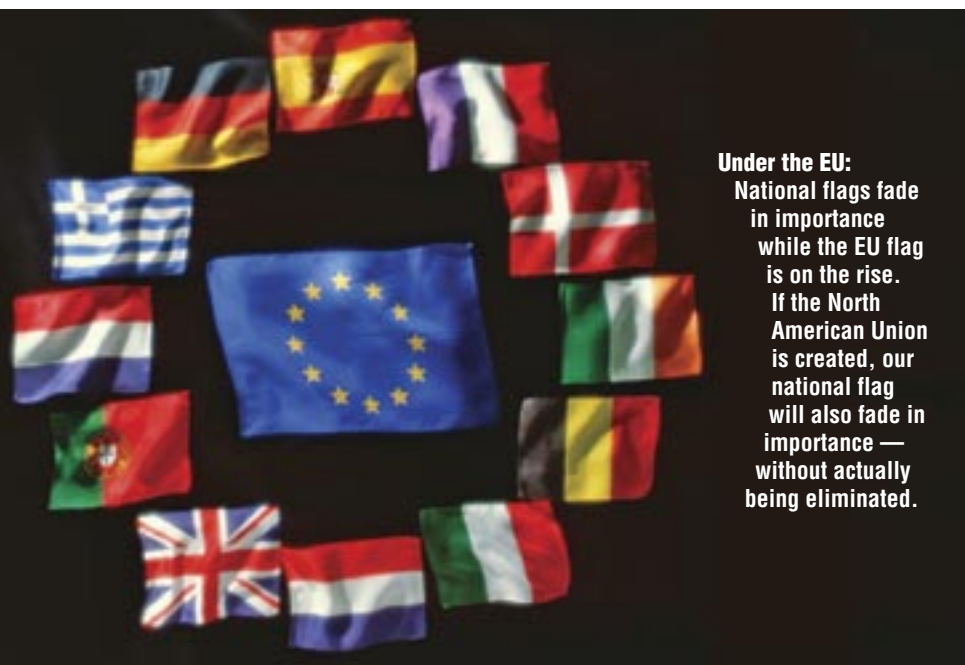 Under the EU:
National flags fade
in importance
while the EU flag
is on the rise.
If the North
American Union
is created, our
national flag
will also fade in
importance —
without actually
being eliminated.